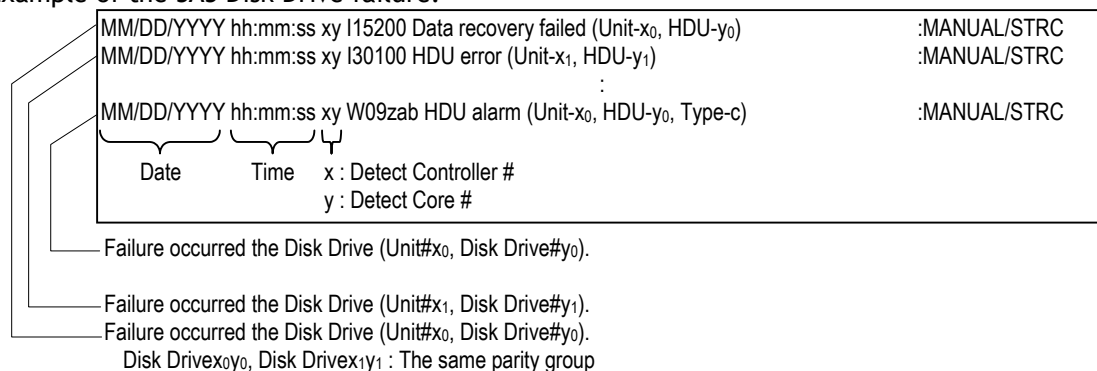 example of the SAS Disk Drive failure.
MM/DD/YYYY hh:mm:ss xy I15200 Data recovery failed (Unit-x0, HDU-y0) :MANUAL/STRC
MM/DD/YYYY hh:mm:ss xy I30100 HDU error (Unit-x1, HDU-y1) :MANUAL/STRC
:
MM/DD/YYYY hh:mm:ss xy W09zab HDU alarm (Unit-x0, HDU-y0, Type-c) :MANUAL/STRC
Date Time x : Detect Controller #
y : Detect Core #
Failure occurred the Disk Drive (Unit#x0, Disk Drive#y0).
Failure occurred the Disk Drive (Unit#x1, Disk Drive#y1).
Failure occurred the Disk Drive (Unit#x0, Disk Drive#y0).
Disk Drivex0y0, Disk Drivex1y1 : The same parity group